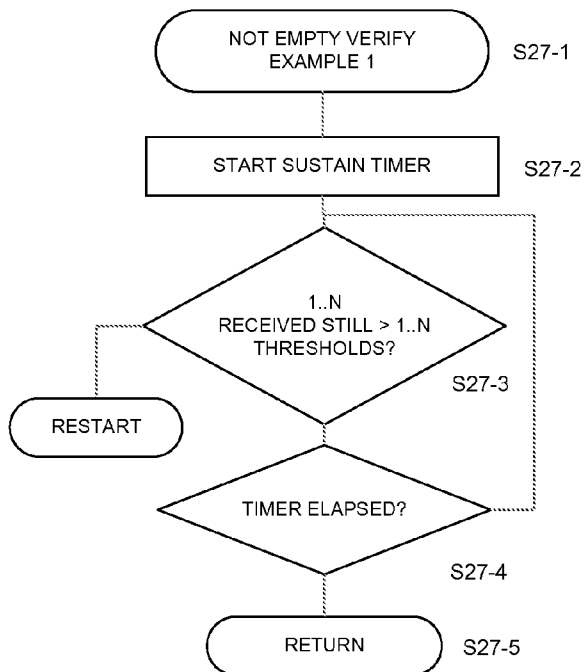 NOT EMPTY VERIFY
EXAMPLE 1
S27-1
START SUSTAIN TIMER
S27-2
1..N
RECEIVED STILL > 1..N
THRESHOLDS?
S27-3
RESTART
TIMER ELAPSED?
S27-4
RETURN
S27-5